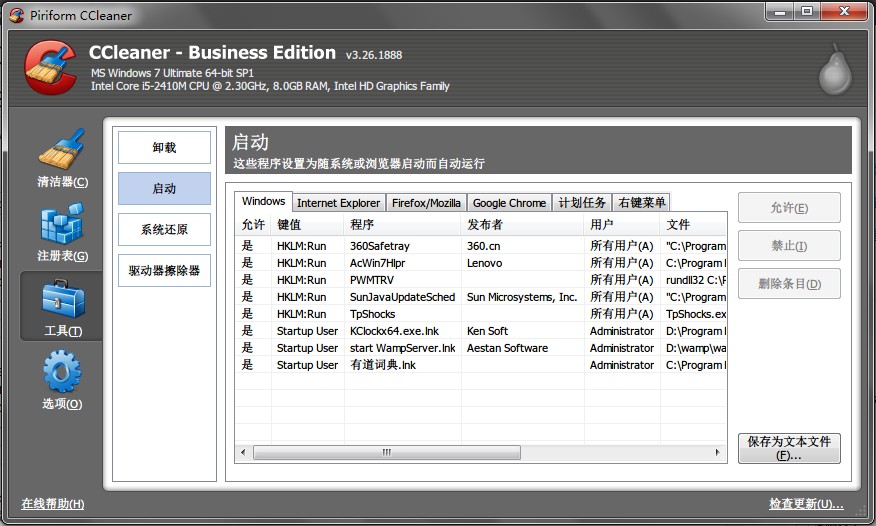 Piriform CCleaner
CCleaner - Business Edition v3.26.1888
MS Windows 7 Ultimate 64-bit SP1
Intel Core i5-2410M CPU @ 2.30GHz, 8.0GB RAM, Intel HD Graphics Family
清洁器(C)
注册表(G)
工具(T)
选项(O)
卸载
启动
系统还原
驱动器擦除器
启动
这些程序设置为随系统或浏览器启动而自动运行
Windows Internet Explorer Firefox/Mozilla Google Chrome 计划任务 右键菜单
允许 键值 程序 发布者 用户 文件
是 HKLM:Run 360Safetray 360.cn 所有用户(A) "C:\Program
是 HKLM:Run AcWin7Hlpr Lenovo 所有用户(A) C:\Program
是 HKLM:Run PWMTRV 所有用户(A) rundll32 C:\P
是 HKLM:Run SunJavaUpdateSched Sun Microsystems, Inc. 所有用户(A) "C:\Program
是 HKLM:Run TpShocks 所有用户(A) TpShocks.ex
是 Startup User KClockx64.exe.lnk Ken Soft Administrator D:\Program
是 Startup User start WampServer.lnk Aestan Software Administrator D:\wamp\wa
是 Startup User 有道词典.lnk Administrator C:\Program
允许(E)
禁止(I)
删除条目(D)
保存为文本文件
(F)...
在线帮助(H)
检查更新(U)...